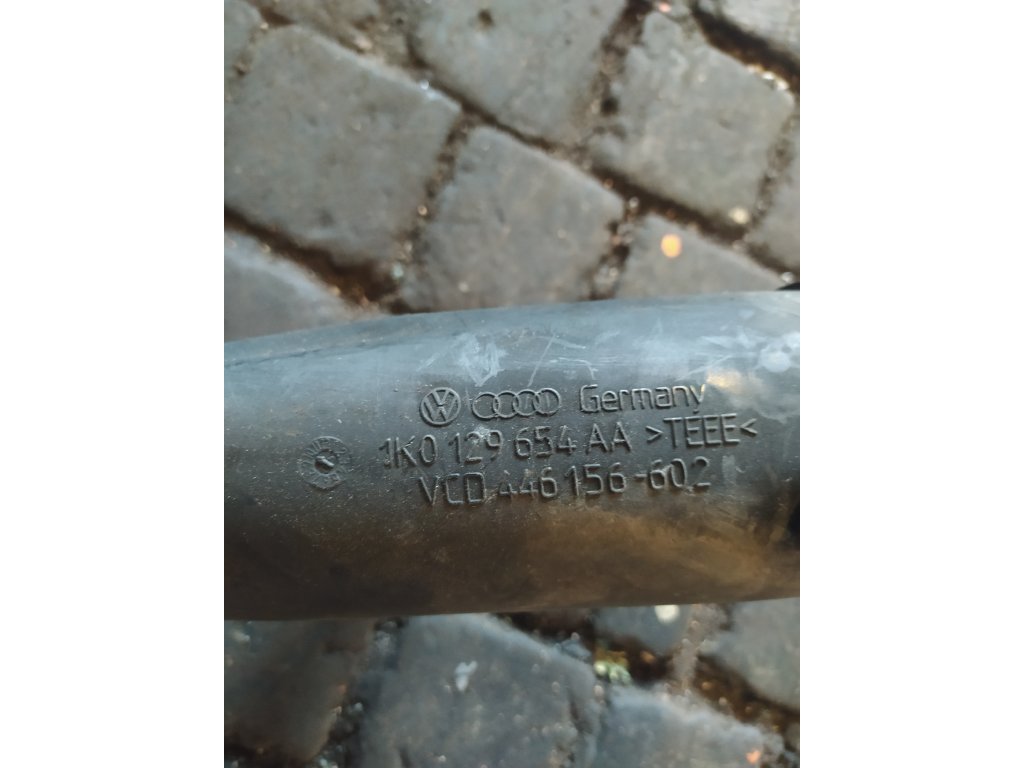 Germany
1K0 129 654 AA >TEEE<
VCD 446 156-602